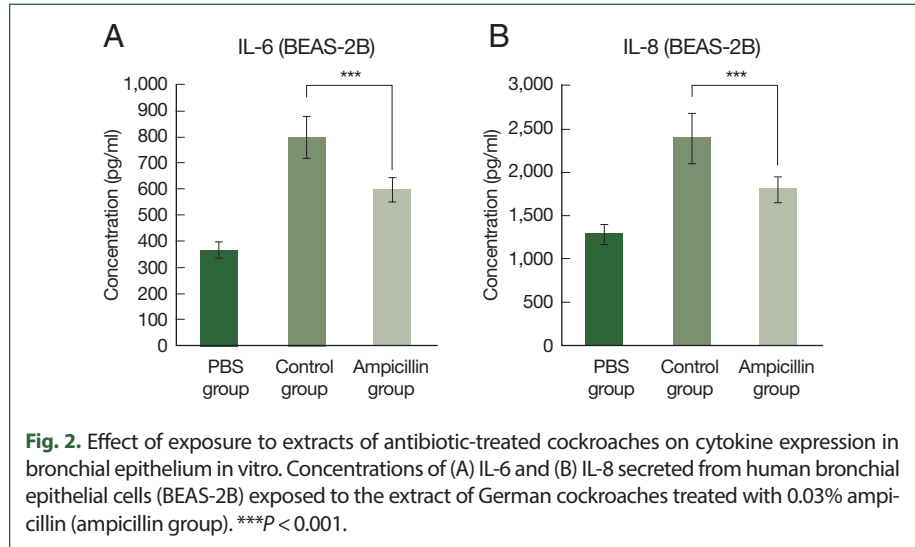 A
IL-6 (BEAS-2B)
***
Concentration (pg/ml)
1,000
900
800
700
600
500
400
300
200
100
0
PBS
group
Control
group
Ampicillin
group
B
IL-8 (BEAS-2B)
***
Concentration (pg/ml)
3,000
2,500
2,000
1,500
1,000
500
0
PBS
group
Control
group
Ampicillin
group
Fig. 2. Effect of exposure to extracts of antibiotic-treated cockroaches on cytokine expression in
bronchial epithelium in vitro. Concentrations of (A) IL-6 and (B) IL-8 secreted from human bronchial
epithelial cells (BEAS-2B) exposed to the extract of German cockroaches treated with 0.03% ampi-
cillin (ampicillin group). ***P < 0.001.